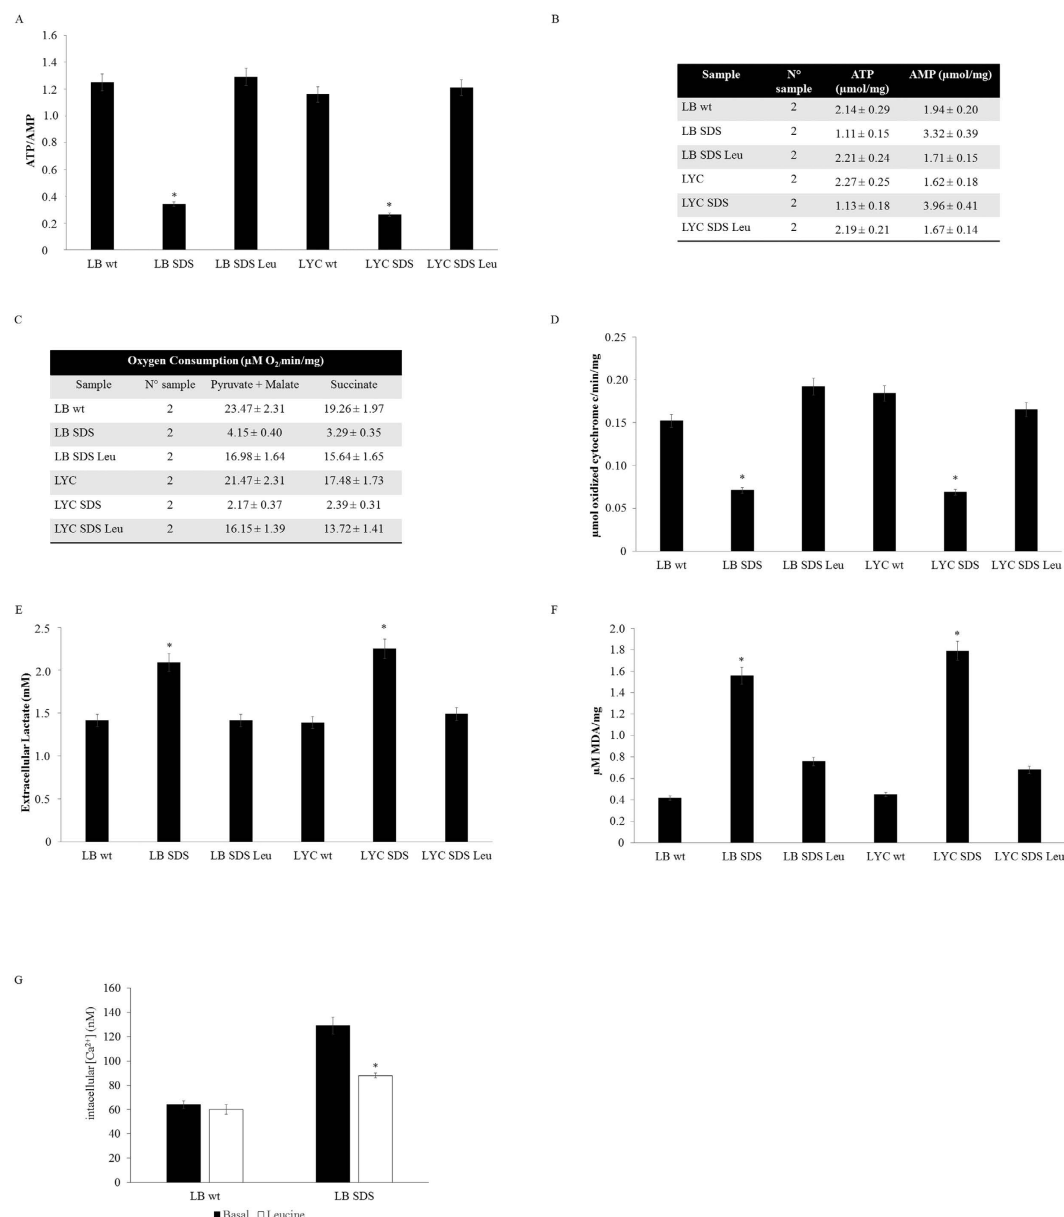 A
ATP/AMP
1.6
1.4
1.2
1.0
0.8
0.6
0.4
0.2
0
*
*
LB wt LB SDS LB SDS Leu LYC wt LYC SDS LYC SDS Leu
B
Sample N° sample ATP (µmol/mg) AMP (µmol/mg)
LB wt 2 2.14 ± 0.29 1.94 ± 0.20
LB SDS 2 1.11 ± 0.15 3.32 ± 0.39
LB SDS Leu 2 2.21 ± 0.24 1.71 ± 0.15
LYC 2 2.27 ± 0.25 1.62 ± 0.18
LYC SDS 2 1.13 ± 0.18 3.96 ± 0.41
LYC SDS Leu 2 2.19 ± 0.21 1.67 ± 0.14
C
Oxygen Consumption (µM O2/min/mg)
Sample N° sample Pyruvate + Malate Succinate
LB wt 2 23.47 ± 2.31 19.26 ± 1.97
LB SDS 2 4.15 ± 0.40 3.29 ± 0.35
LB SDS Leu 2 16.98 ± 1.64 15.64 ± 1.65
LYC 2 21.47 ± 2.31 17.48 ± 1.73
LYC SDS 2 2.17 ± 0.37 2.39 ± 0.31
LYC SDS Leu 2 16.15 ± 1.39 13.72 ± 1.41
D
µmol oxidized cytochrome c/min/mg
0.25
0.20
0.15
0.10
0.05
0
*
*
LB wt LB SDS LB SDS Leu LYC wt LYC SDS LYC SDS Leu
E
Extracellular Lactate (mM)
2.5
2.0
1.5
1.0
0.5
0
*
*
LB wt LB SDS LB SDS Leu LYC wt LYC SDS LYC SDS Leu
F
µM MDA/mg
2.0
1.8
1.6
1.4
1.2
1.0
0.8
0.6
0.4
0.2
0
*
*
LB wt LB SDS LB SDS Leu LYC wt LYC SDS LYC SDS Leu
G
intacellular [Ca²⁺] (nM)
160
140
120
100
80
60
40
20
0
*
LB wt LB SDS
Basal Leucine